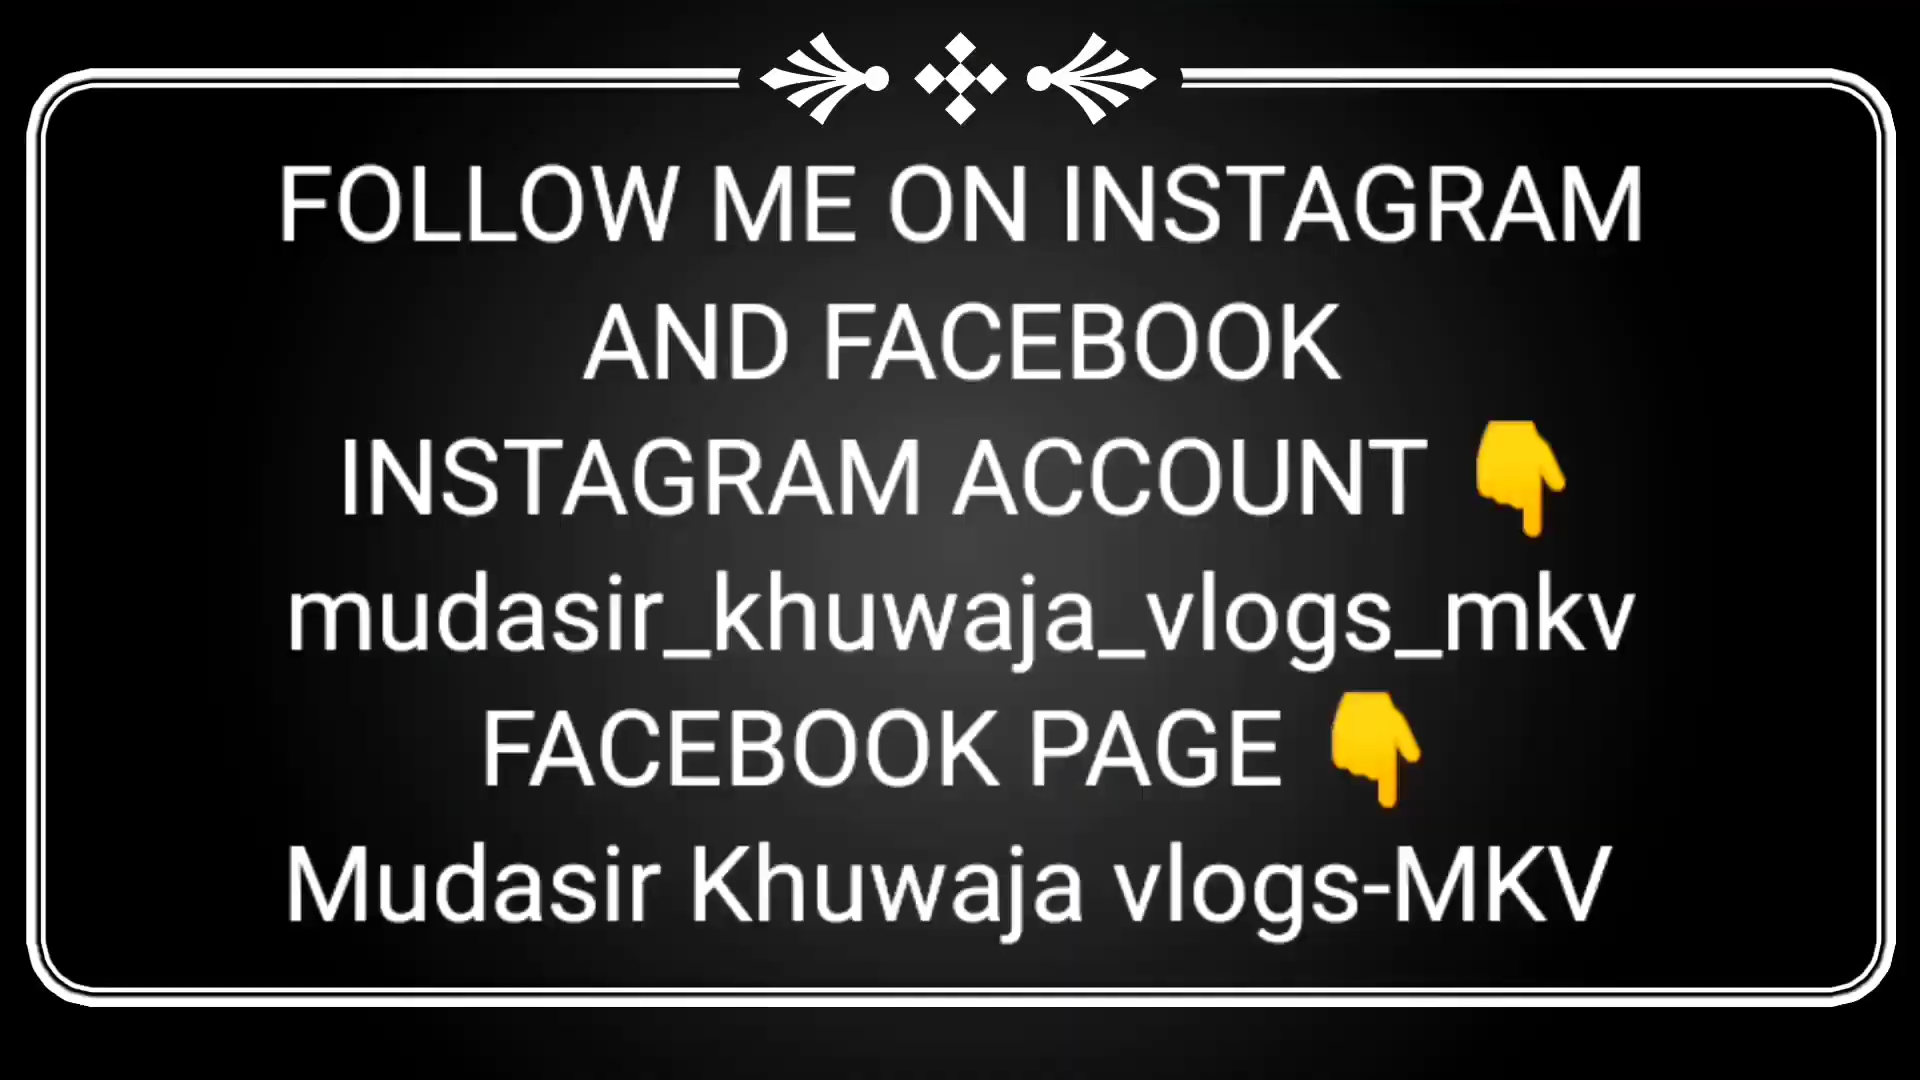 FOLLOW ME ON INSTAGRAM
AND FACEBOOK
INSTAGRAM ACCOUNT 👇
mudasir_khuwaja_vlogs_mkv
FACEBOOK PAGE 👇
Mudasir Khuwaja vlogs-MKV